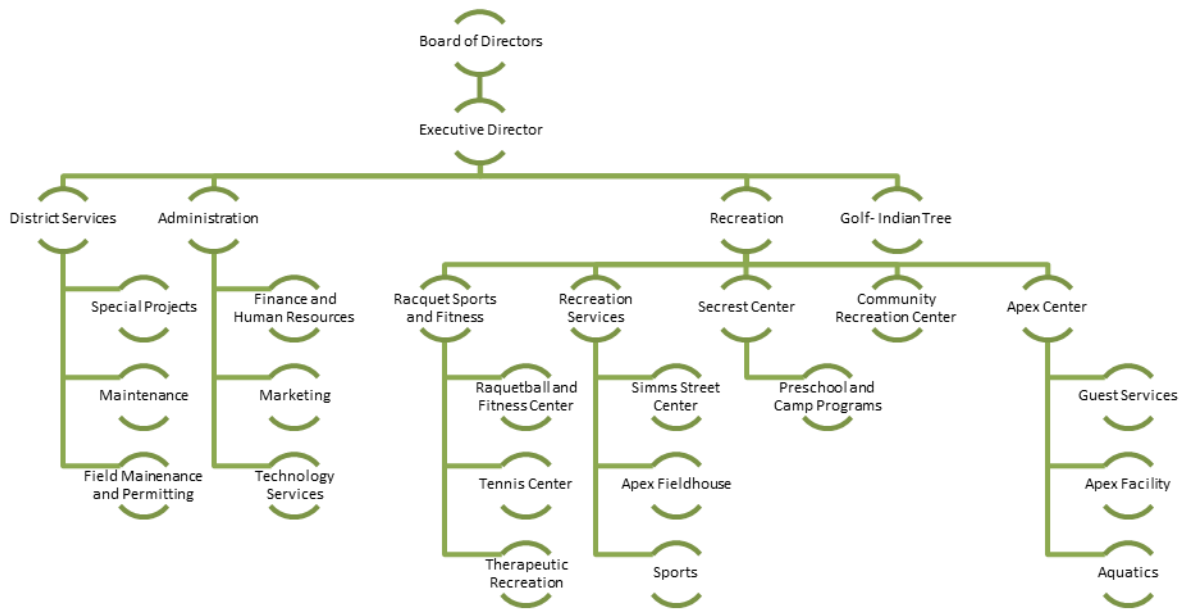 Board of Directors
Executive Director
District Services
Administration
Recreation
Golf- Indian Tree
Special Projects
Finance and
Human Resources
Racquet Sports
and Fitness
Recreation
Services
Secrest Center
Community
Recreation Center
Apex Center
Maintenance
Marketing
Raquetball and
Fitness Center
Simms Street
Center
Preschool and
Camp Programs
Guest Services
Field Mainenance
and Permitting
Technology
Services
Tennis Center
Apex Fieldhouse
Apex Facility
Therapeutic
Recreation
Sports
Aquatics